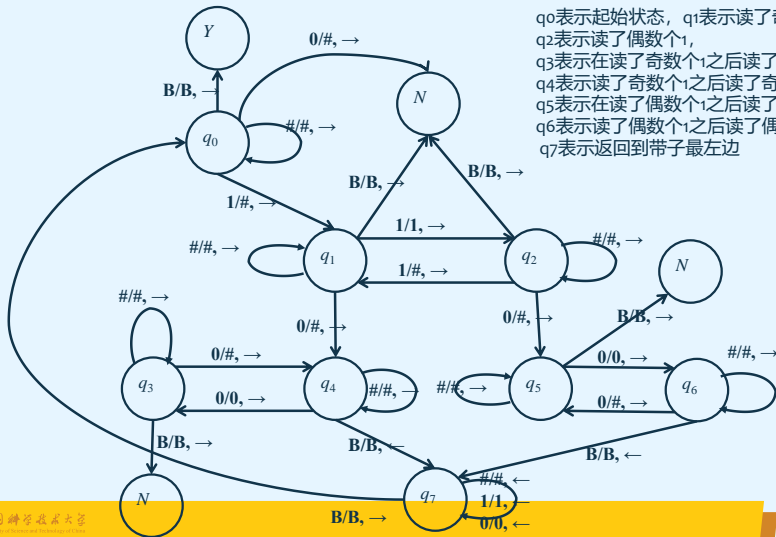 q0表示起始状态，q1表示读了
q2表示读了偶数个1，
q3表示在读了奇数个1之后读了
q4表示读了奇数个1之后读了奇
q5表示在读了偶数个1之后读了
q6表示读了偶数个1之后读了偶
q7表示返回到带子最左边
Y
0/#, →
B/B, →
N
q0
#/#, →
B/B, →
B/B, →
1/#, →
1/1, →
#/#, →
q1
q2
#/#, →
1/#, →
N
#/#, →
0/#, →
0/#, →
B/B, →
0/#, →
0/0, →
#/#, →
q3
q4
#/#, →
#/#, →
q5
q6
0/0, →
0/#, →
B/B, →
B/B, ←
B/B, ←
N
q7
#/#, ←
1/1, ←
0/0, ←
B/B, →